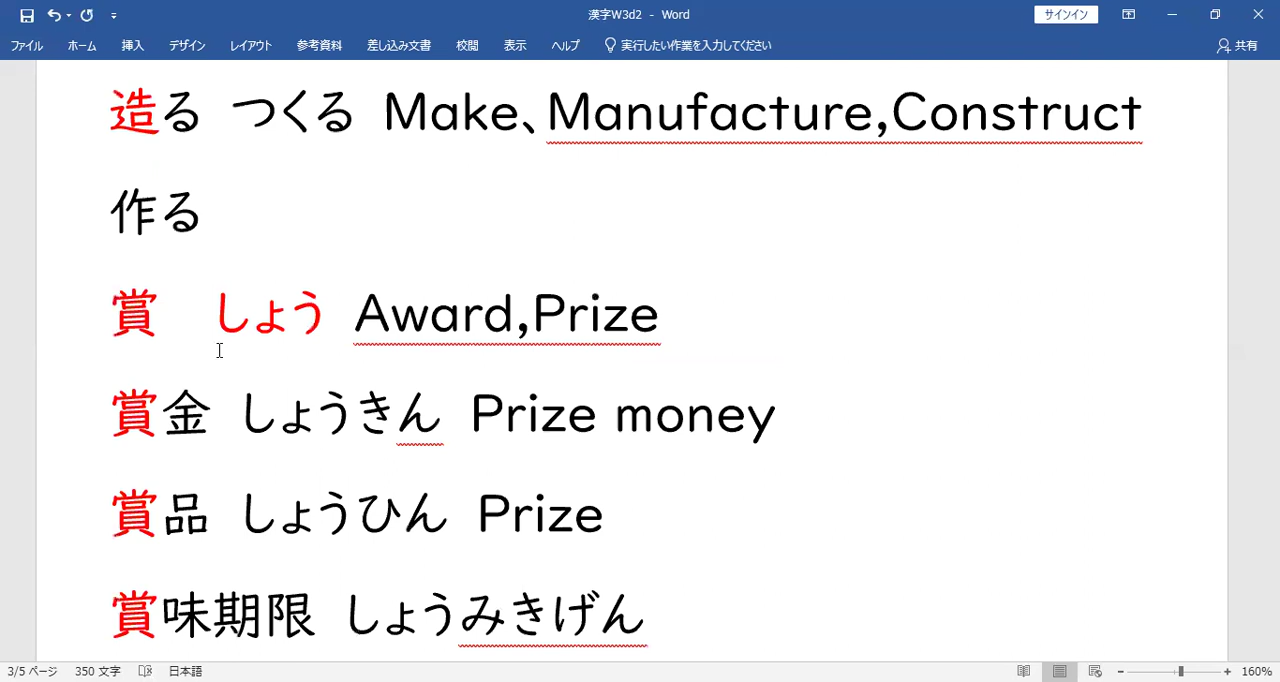 漢字W3d2 - Word
サインイン
ファイル ホーム 挿入 デザイン レイアウト 参考資料 差し込み文書 校閲 表示 ヘルプ 実行したい作業を入力してください 共有
造る つくる Make、Manufacture,Construct
作る
賞 しょう Award,Prize
賞金 しょうきん Prize money
賞品 しょうひん Prize
賞味期限 しょうみきげん
3/5 ページ 350 文字 日本語 160%